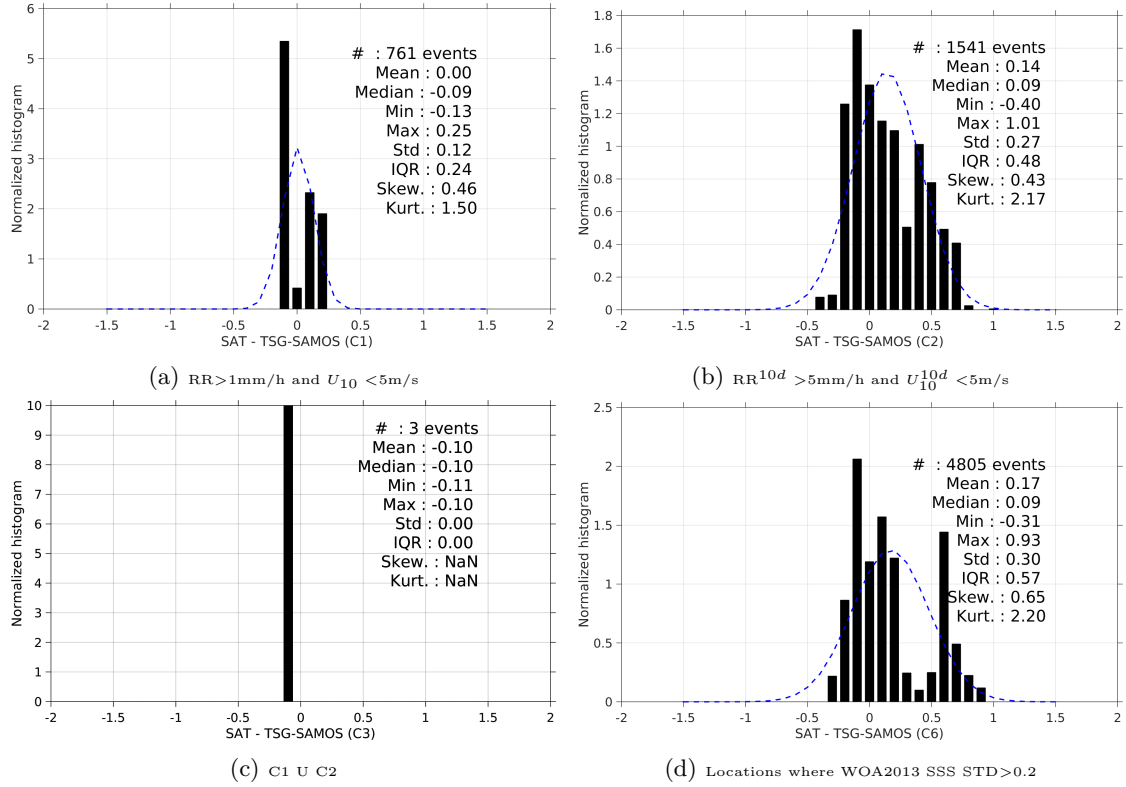 6
5
4
3
2
1
0
Normalized histogram
# : 761 events
Mean : 0.00
Median : -0.09
Min : -0.13
Max : 0.25
Std : 0.12
IQR : 0.24
Skew. : 0.46
Kurt. : 1.50
-2 -1.5 -1 -0.5 0 0.5 1 1.5 2
SAT - TSG-SAMOS (C1)
(a) RR>1mm/h and U10 <5m/s
1.8
1.6
1.4
1.2
1
0.8
0.6
0.4
0.2
0
Normalized histogram
# : 1541 events
Mean : 0.14
Median : 0.09
Min : -0.40
Max : 1.01
Std : 0.27
IQR : 0.48
Skew. : 0.43
Kurt. : 2.17
-2 -1.5 -1 -0.5 0 0.5 1 1.5 2
SAT - TSG-SAMOS (C2)
(b) RR10d >5mm/h and U10d10 <5m/s
10
9
8
7
6
5
4
3
2
1
0
Normalized histogram
# : 3 events
Mean : -0.10
Median : -0.10
Min : -0.11
Max : -0.10
Std : 0.00
IQR : 0.00
Skew. : NaN
Kurt. : NaN
-2 -1.5 -1 -0.5 0 0.5 1 1.5 2
SAT - TSG-SAMOS (C3)
(c) C1 U C2
2.5
2
1.5
1
0.5
0
Normalized histogram
# : 4805 events
Mean : 0.17
Median : 0.09
Min : -0.31
Max : 0.93
Std : 0.30
IQR : 0.57
Skew. : 0.65
Kurt. : 2.20
-2 -1.5 -1 -0.5 0 0.5 1 1.5 2
SAT - TSG-SAMOS (C6)
(d) Locations where WOA2013 SSS STD>0.2